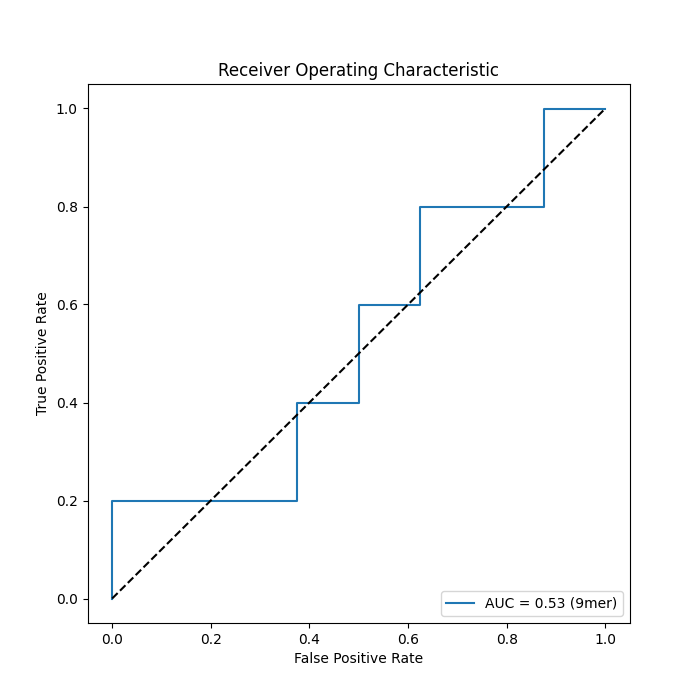 Receiver Operating Characteristic
1.0
0.8
0.6
0.4
0.2
0.0
True Positive Rate
AUC = 0.53 (9mer)
0.0 0.2 0.4 0.6 0.8 1.0
False Positive Rate